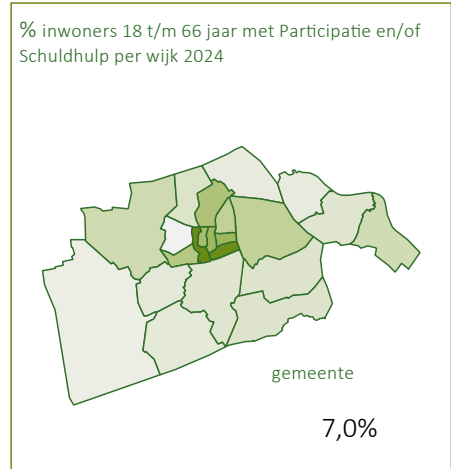 % inwoners 18 t/m 66 jaar met Participatie en/of
Schuldhulp per wijk 2024
gemeente
7,0%